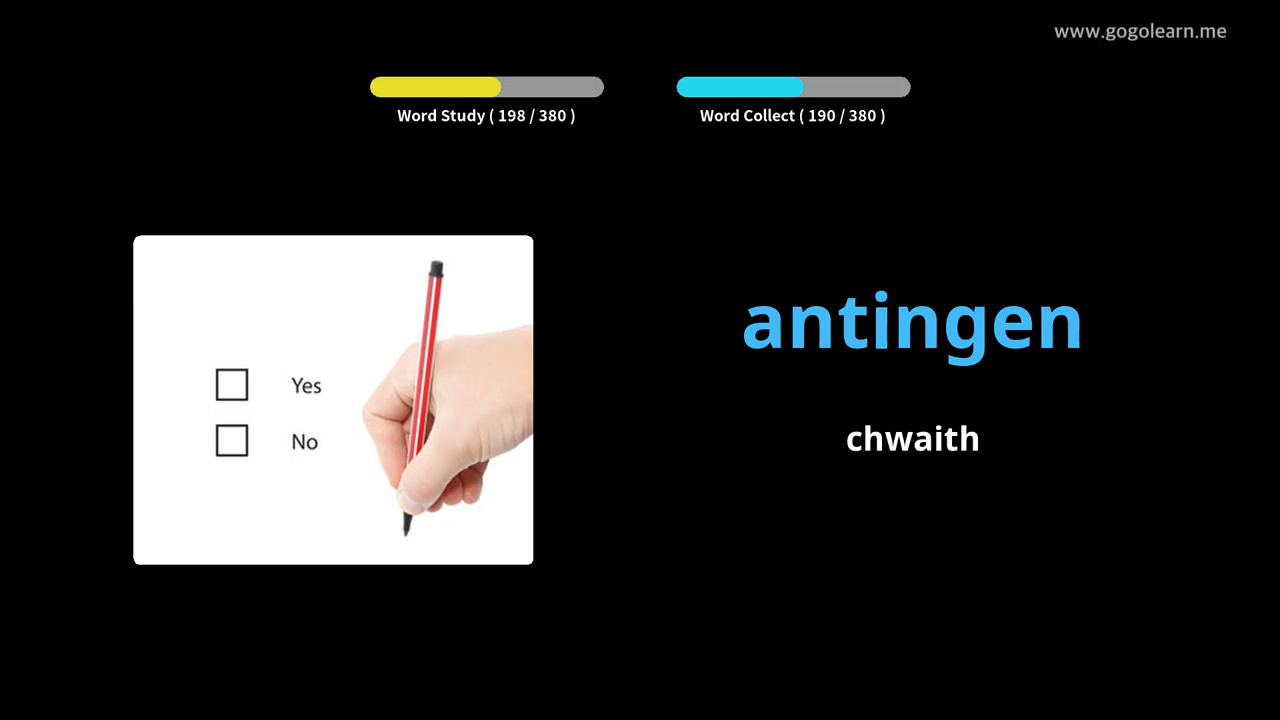 www.gogolearn.me
Word Study ( 198 / 380 )
Word Collect ( 190 / 380 )
Yes
No
antingen
chwaith